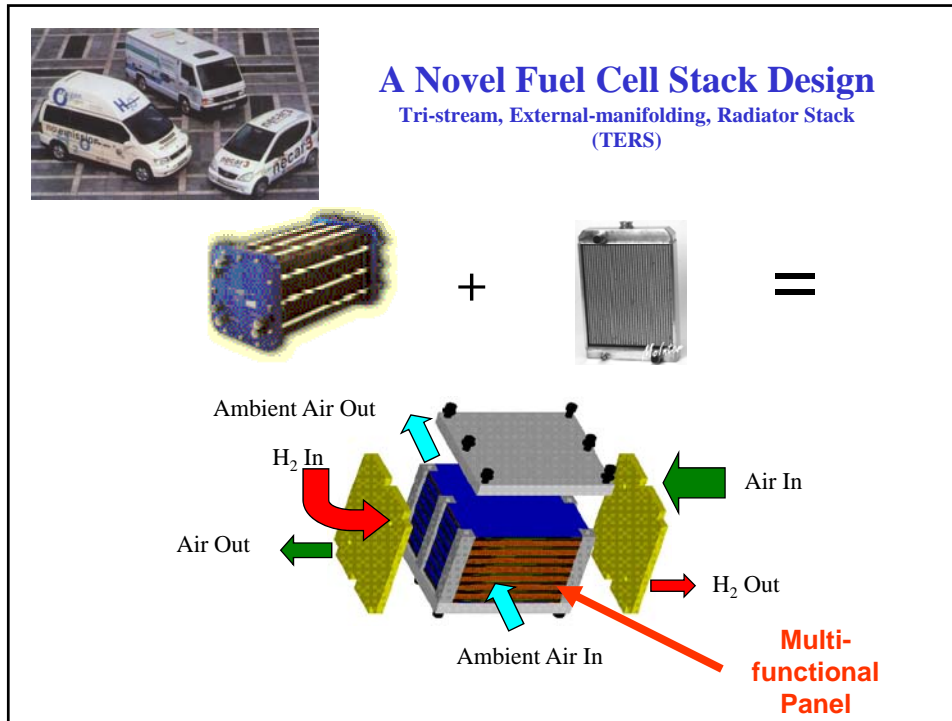 A Novel Fuel Cell Stack Design
Tri-stream, External-manifolding, Radiator Stack
(TERS)
necar3
+
=
Ambient Air Out
H₂ In
Air In
Air Out
H₂ Out
Ambient Air In
Multi-
functional
Panel